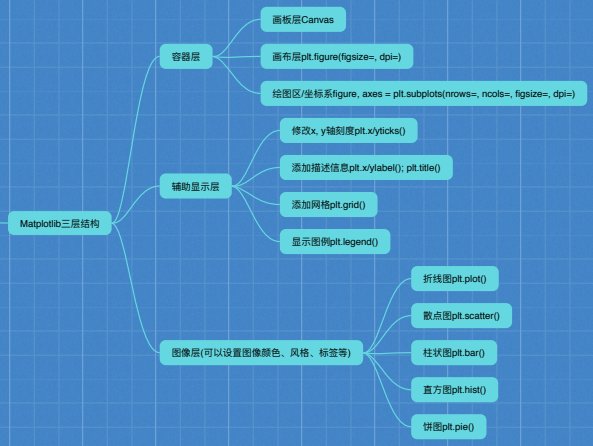 Matplotlib三层结构
容器层
画板层Canvas
画布层plt.figure(figsize=, dpi=)
绘图区/坐标系figure, axes = plt.subplots(nrows=, ncols=, figsize=, dpi=)
辅助显示层
修改x, y轴刻度plt.x/yticks()
添加描述信息plt.x/ylabel(); plt.title()
添加网格plt.grid()
显示图例plt.legend()
图像层(可以设置图像颜色、风格、标签等)
折线图plt.plot()
散点图plt.scatter()
柱状图plt.bar()
直方图plt.hist()
饼图plt.pie()